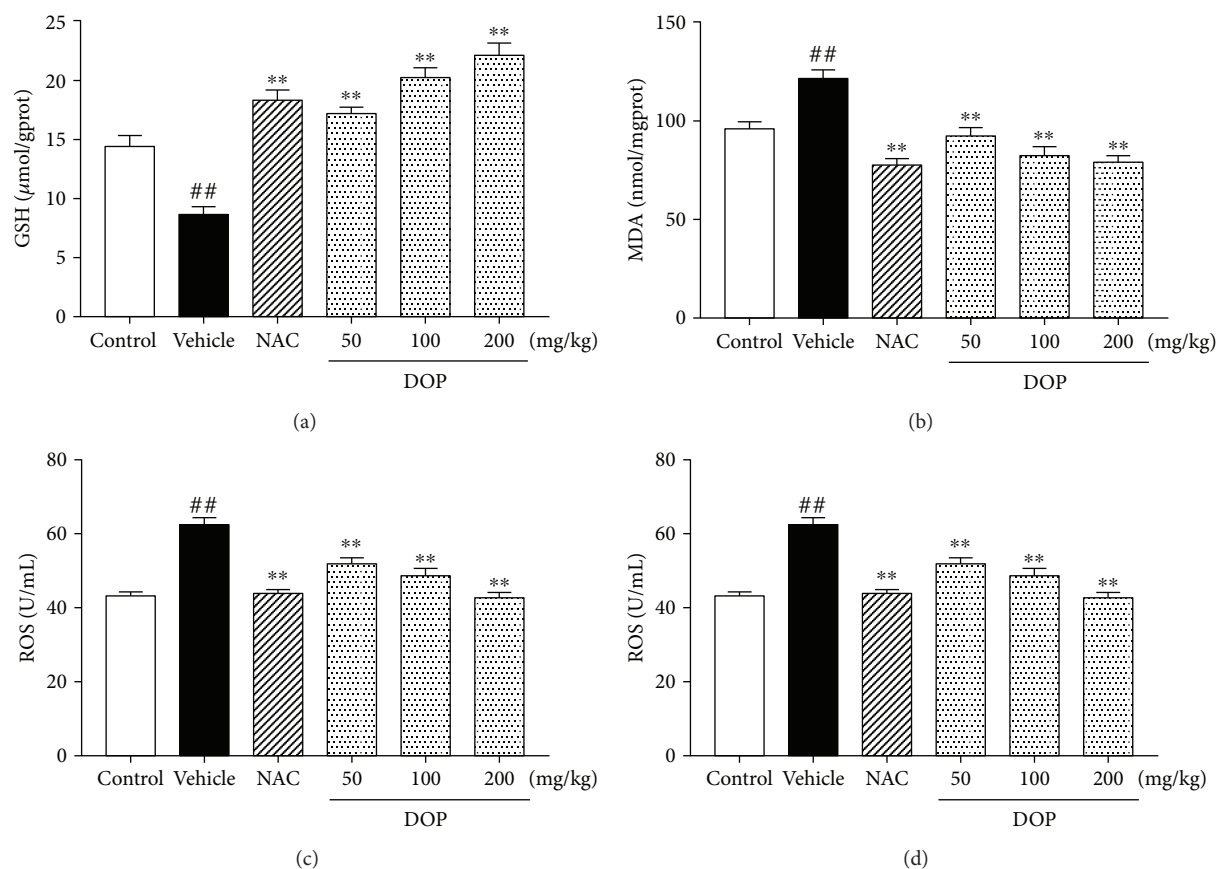 25
20
15
10
5
0
GSH (μmol/gprot)
##
**
**
**
**
Control Vehicle NAC 50 100 200 (mg/kg)
DOP
(a)
150
100
50
0
MDA (nmol/mgprot)
##
**
**
**
**
Control Vehicle NAC 50 100 200 (mg/kg)
DOP
(b)
80
60
40
20
0
ROS (U/mL)
##
**
**
**
**
Control Vehicle NAC 50 100 200 (mg/kg)
DOP
(c)
80
60
40
20
0
ROS (U/mL)
##
**
**
**
**
Control Vehicle NAC 50 100 200 (mg/kg)
DOP
(d)